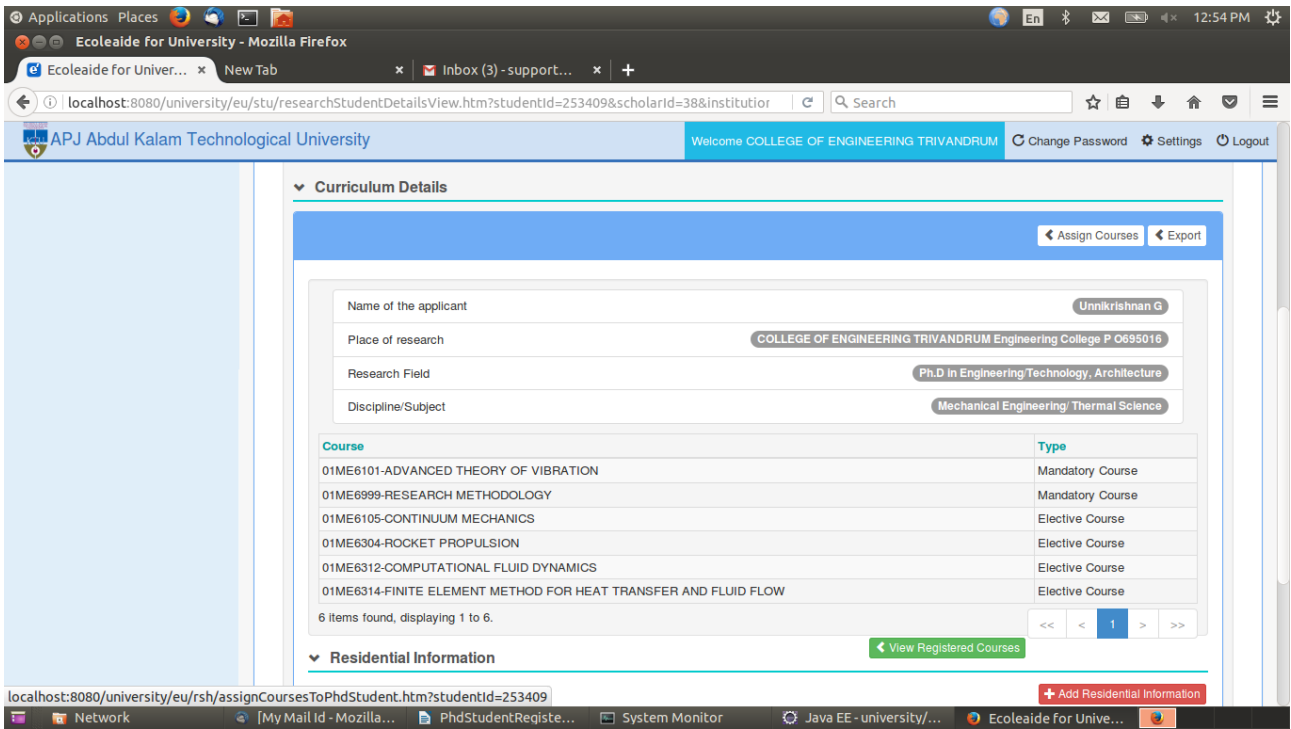 Applications Places En 12:54 PM
Ecoleaide for University - Mozilla Firefox
Ecoleaide for Univer... × New Tab × Inbox (3) - support... × +
localhost:8080/university/eu/stu/researchStudentDetailsView.htm?studentId=253409&scholarId=38&institution Search
APJ Abdul Kalam Technological University Welcome COLLEGE OF ENGINEERING TRIVANDRUM Change Password Settings Logout
Curriculum Details
Assign Courses Export
Name of the applicant Unnikrishnan G
Place of research COLLEGE OF ENGINEERING TRIVANDRUM Engineering College P O695016
Research Field Ph.D in Engineering/Technology, Architecture
Discipline/Subject Mechanical Engineering/ Thermal Science
Course Type
01ME6101-ADVANCED THEORY OF VIBRATION Mandatory Course
01ME6999-RESEARCH METHODOLOGY Mandatory Course
01ME6105-CONTINUUM MECHANICS Elective Course
01ME6304-ROCKET PROPULSION Elective Course
01ME6312-COMPUTATIONAL FLUID DYNAMICS Elective Course
01ME6314-FINITE ELEMENT METHOD FOR HEAT TRANSFER AND FLUID FLOW Elective Course
6 items found, displaying 1 to 6. << < 1 > >>
View Registered Courses
Residential Information
Add Residential Information
localhost:8080/university/eu/rsh/assignCoursesToPhdStudent.htm?studentId=253409
Network [My Mail Id - Mozilla... PhdStudentRegiste... System Monitor Java EE - university/... Ecoleaide for Unive...